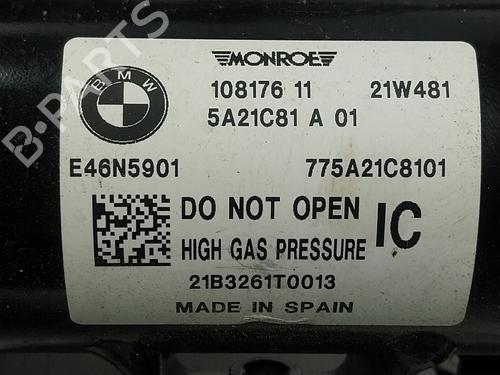 MONROE
BMW
108176 11 21W481
5A21C81 A 01
E46N5901 775A21C8101
DO NOT OPEN
IC
HIGH GAS PRESSURE
21B3261T0013
MADE IN SPAIN
B-PARTS